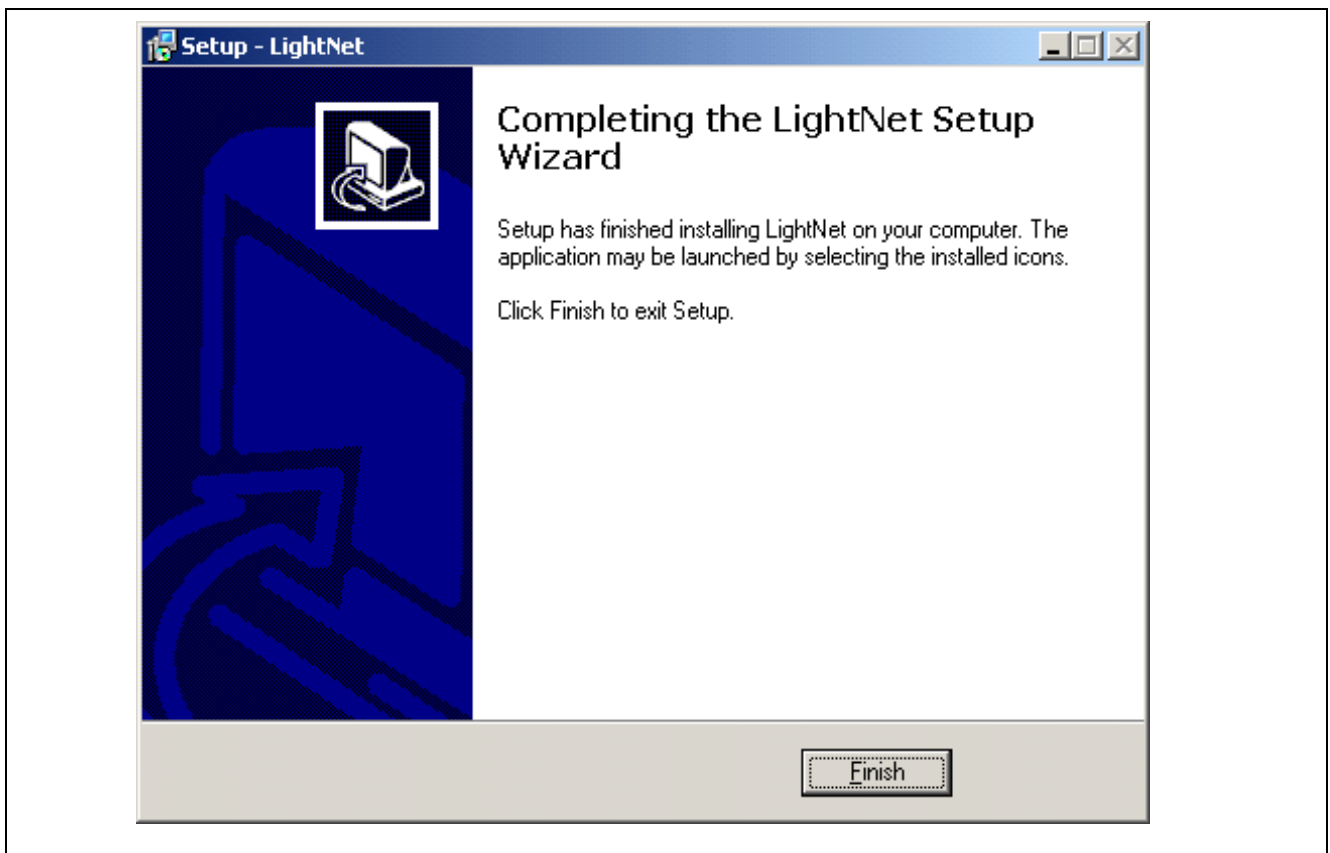 Setup - LightNet
Completing the LightNet Setup
Wizard
Setup has finished installing LightNet on your computer. The
application may be launched by selecting the installed icons.
Click Finish to exit Setup.
Finish